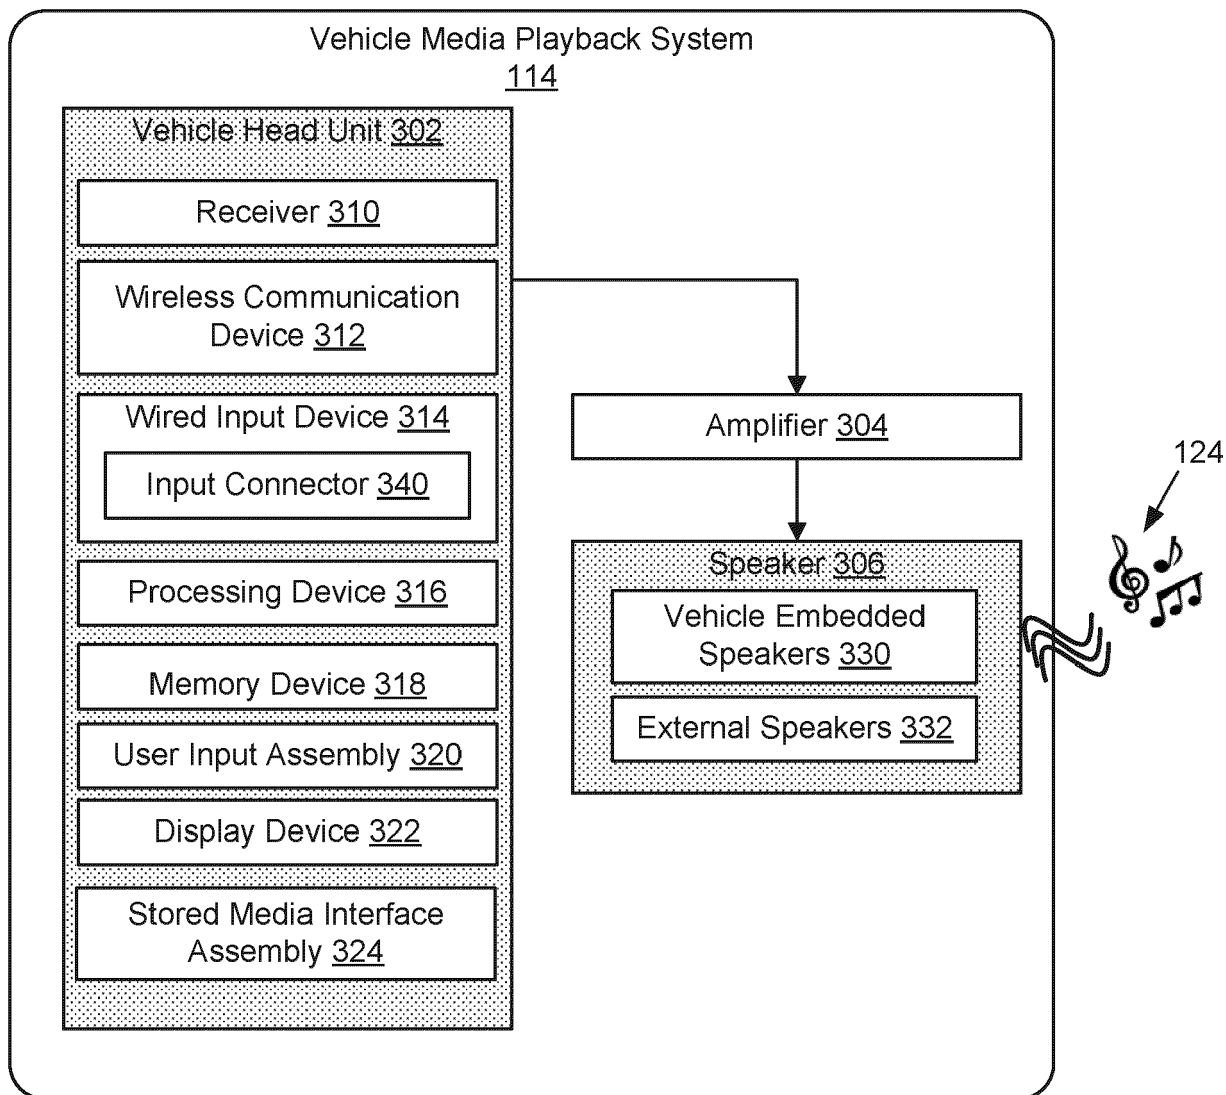 Vehicle Media Playback System
114
Vehicle Head Unit 302
Receiver 310
Wireless Communication
Device 312
Wired Input Device 314
Input Connector 340
Processing Device 316
Memory Device 318
User Input Assembly 320
Display Device 322
Stored Media Interface
Assembly 324
Amplifier 304
Speaker 306
Vehicle Embedded
Speakers 330
External Speakers 332
124